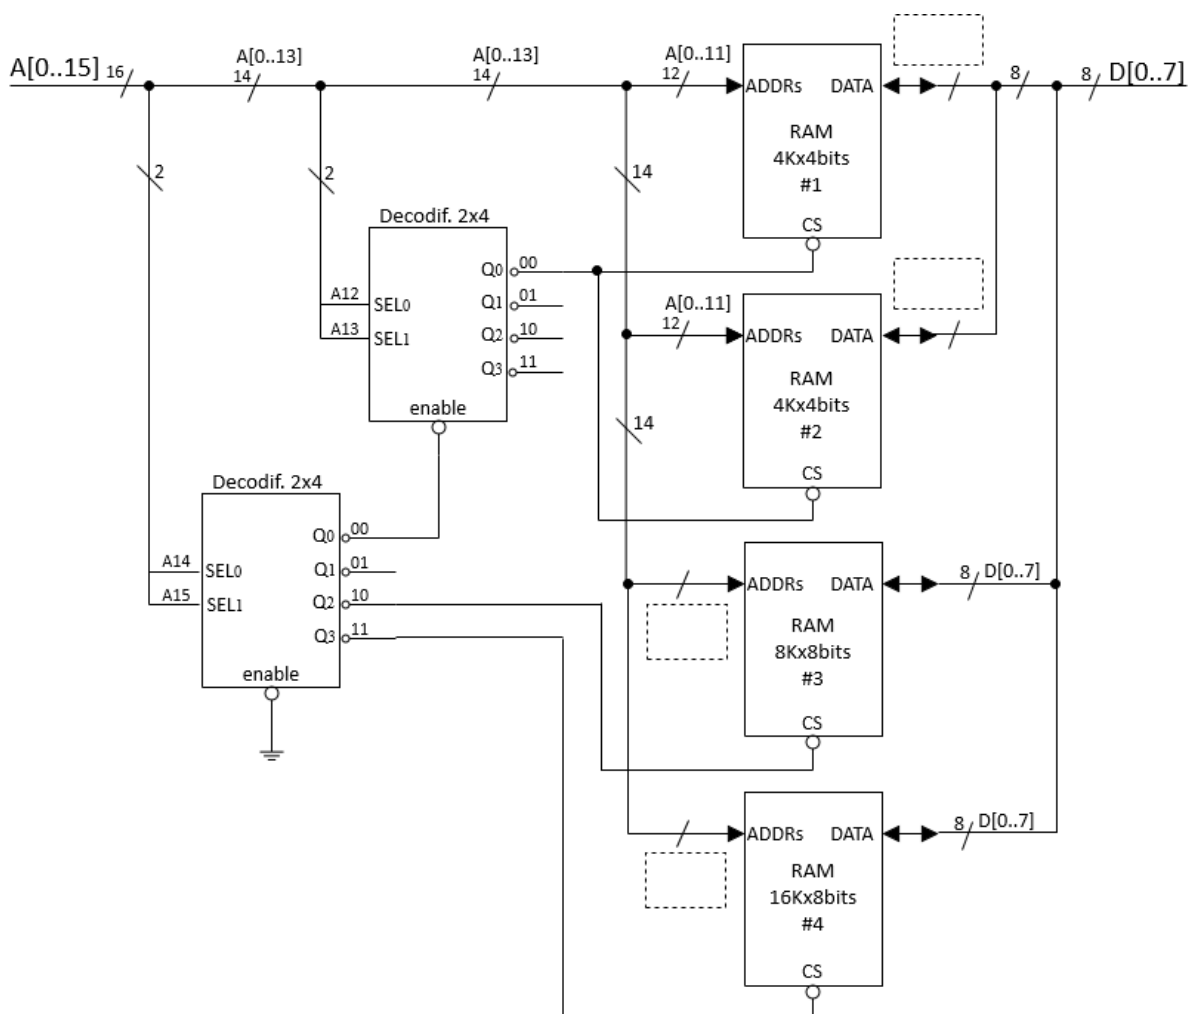 A[0..15] 16 A[0..13] 14 A[0..13] 14 A[0..11] 12 8 8 D[0..7]
ADDRs DATA
RAM
4Kx4bits
#1
CS
2 2 14
Decodif. 2x4
Q0 00
Q1 01
Q2 10
Q3 11
A12 SEL0
A13 SEL1
enable
A[0..11]
12
ADDRs DATA
RAM
4Kx4bits
#2
CS
14
Decodif. 2x4
Q0 00
Q1 01
Q2 10
Q3 11
A14 SEL0
A15 SEL1
enable
ADDRs DATA 8 D[0..7]
RAM
8Kx8bits
#3
CS
ADDRs DATA 8 D[0..7]
RAM
16Kx8bits
#4
CS